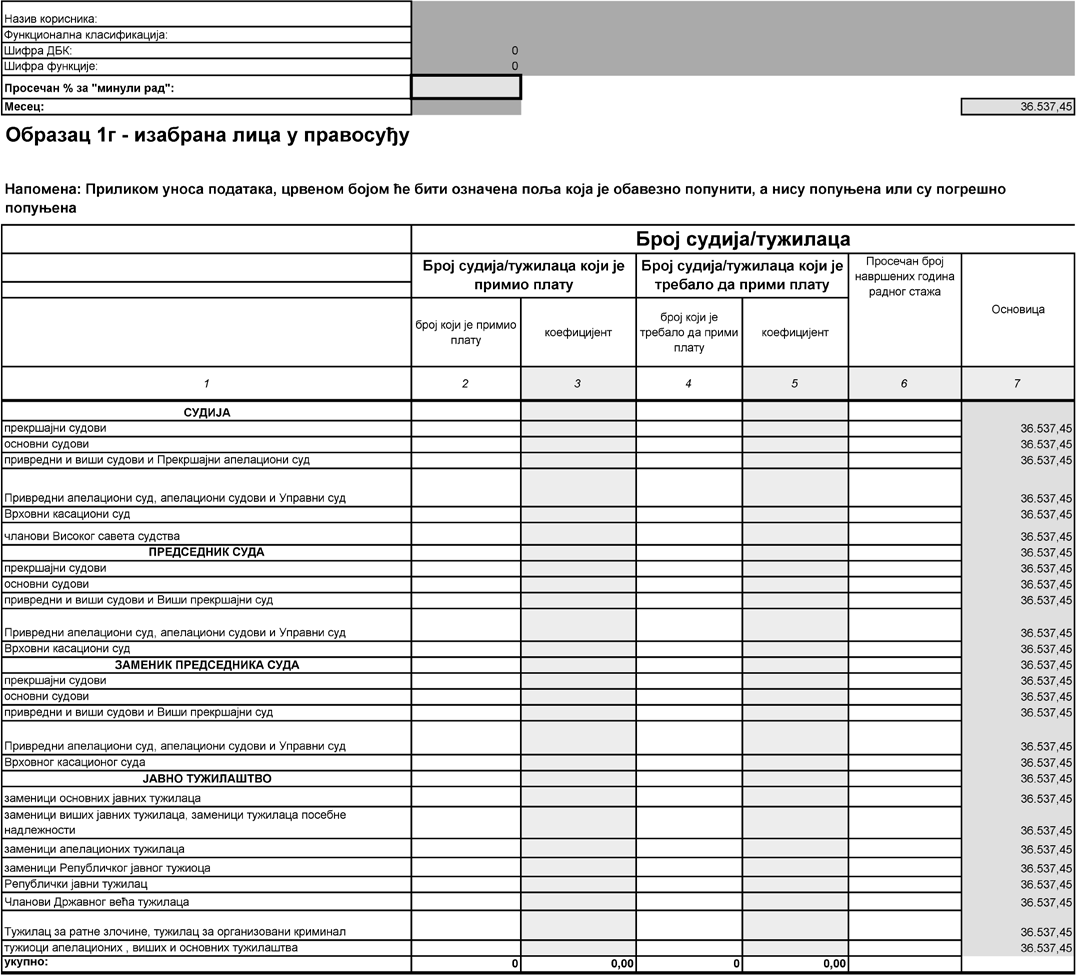 Назив корисника:
Функционална класификација:
Шифра ДБК: 0
Шифра функције: 0
Просечан % за "минули рад":
Месец: 36.537,45
Образац 1г - изабрана лица у правосуђу
Напомена: Приликом уноса података, црвеном бојом ће бити означена поља која је обавезно попунити, а нису попуњена или су погрешно
попуњена
Број судија/тужилаца
Број судија/тужилаца који је
примио плату
Број судија/тужилаца који је
требало да прими плату
Просечан број
навршених година
радног стажа
Основица
број који је примио
плату
коефицијент
број који је
требало да прими
плату
коефицијент
1 2 3 4 5 6 7
СУДИЈА
прекршајни судови 36.537,45
основни судови 36.537,45
привредни и виши судови и Прекршајни апелациони суд 36.537,45
Привредни апелациони суд, апелациони судови и Управни суд 36.537,45
Врховни касациони суд 36.537,45
чланови Високог савета судства 36.537,45
ПРЕДСЕДНИК СУДА 36.537,45
прекршајни судови 36.537,45
основни судови 36.537,45
привредни и виши судови и Виши прекршајни суд 36.537,45
Привредни апелациони суд, апелациони судови и Управни суд 36.537,45
Врховни касациони суд 36.537,45
ЗАМЕНИК ПРЕДСЕДНИКА СУДА 36.537,45
прекршајни судови 36.537,45
основни судови 36.537,45
привредни и виши судови и Виши прекршајни суд 36.537,45
Привредни апелациони суд, апелациони судови и Управни суд 36.537,45
Врховног касационог суда 36.537,45
ЈАВНО ТУЖИЛАШТВО 36.537,45
заменици основних јавних тужилаца 36.537,45
заменици виших јавних тужилаца, заменици тужилаца посебне
надлежности 36.537,45
заменици апелационих тужилаца 36.537,45
заменици Републичког јавног тужиоца 36.537,45
Републички јавни тужилац 36.537,45
Чланови Државног већа тужилаца 36.537,45
Тужилац за ратне злочине, тужилац за организовани криминал 36.537,45
тужиоци апелационих , виших и основних тужилаштва 36.537,45
укупно: 0 0,00 0 0,00